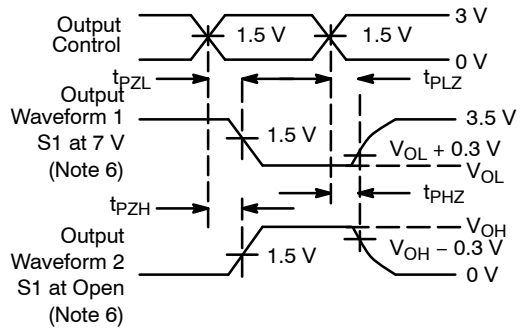 Output
Control
1.5 V
1.5 V
3 V
0 V
tPZL
tPLZ
Output
Waveform 1
S1 at 7 V
(Note 6)
1.5 V
3.5 V
VOL + 0.3 V
VOL
tPZH
tPHZ
Output
Waveform 2
S1 at Open
(Note 6)
1.5 V
VOH
VOH − 0.3 V
0 V